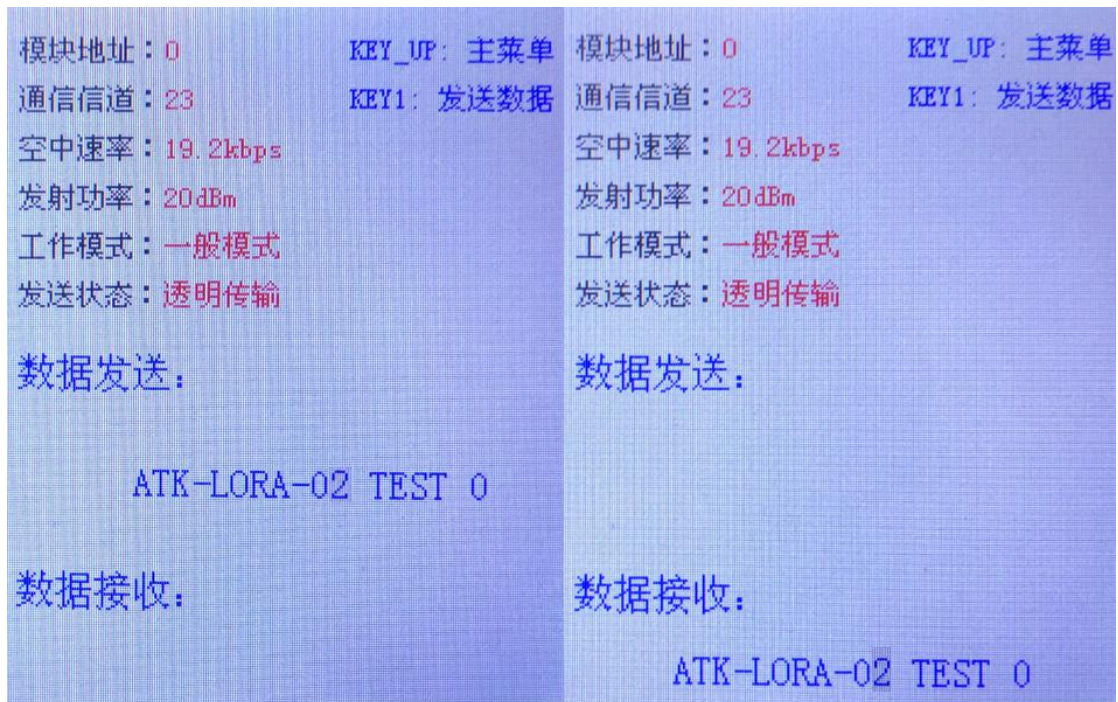 模块地址：0 KEY_UP: 主菜单
通信信道：23 KEY1: 发送数据
空中速率：19.2kbps
发射功率：20dBm
工作模式：一般模式
发送状态：透明传输
数据发送：
ATK-LORA-02 TEST 0
数据接收：
模块地址：0 KEY_UP: 主菜单
通信信道：23 KEY1: 发送数据
空中速率：19.2kbps
发射功率：20dBm
工作模式：一般模式
发送状态：透明传输
数据发送：
数据接收：
ATK-LORA-02 TEST 0